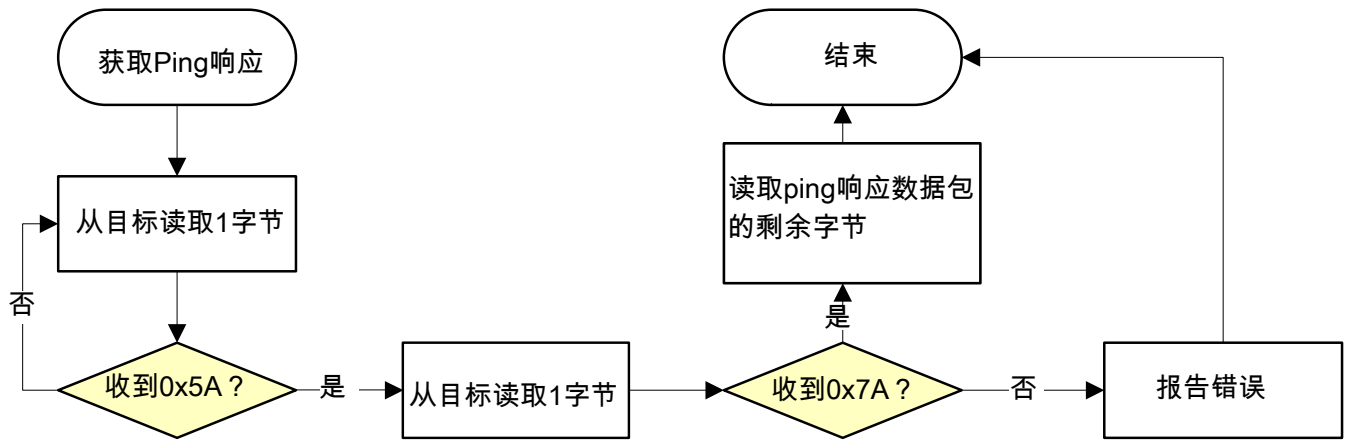 获取Ping响应
结束
从目标读取1字节
读取ping响应数据包
的剩余字节
否
是
收到0x5A？
是
从目标读取1字节
收到0x7A？
否
报告错误